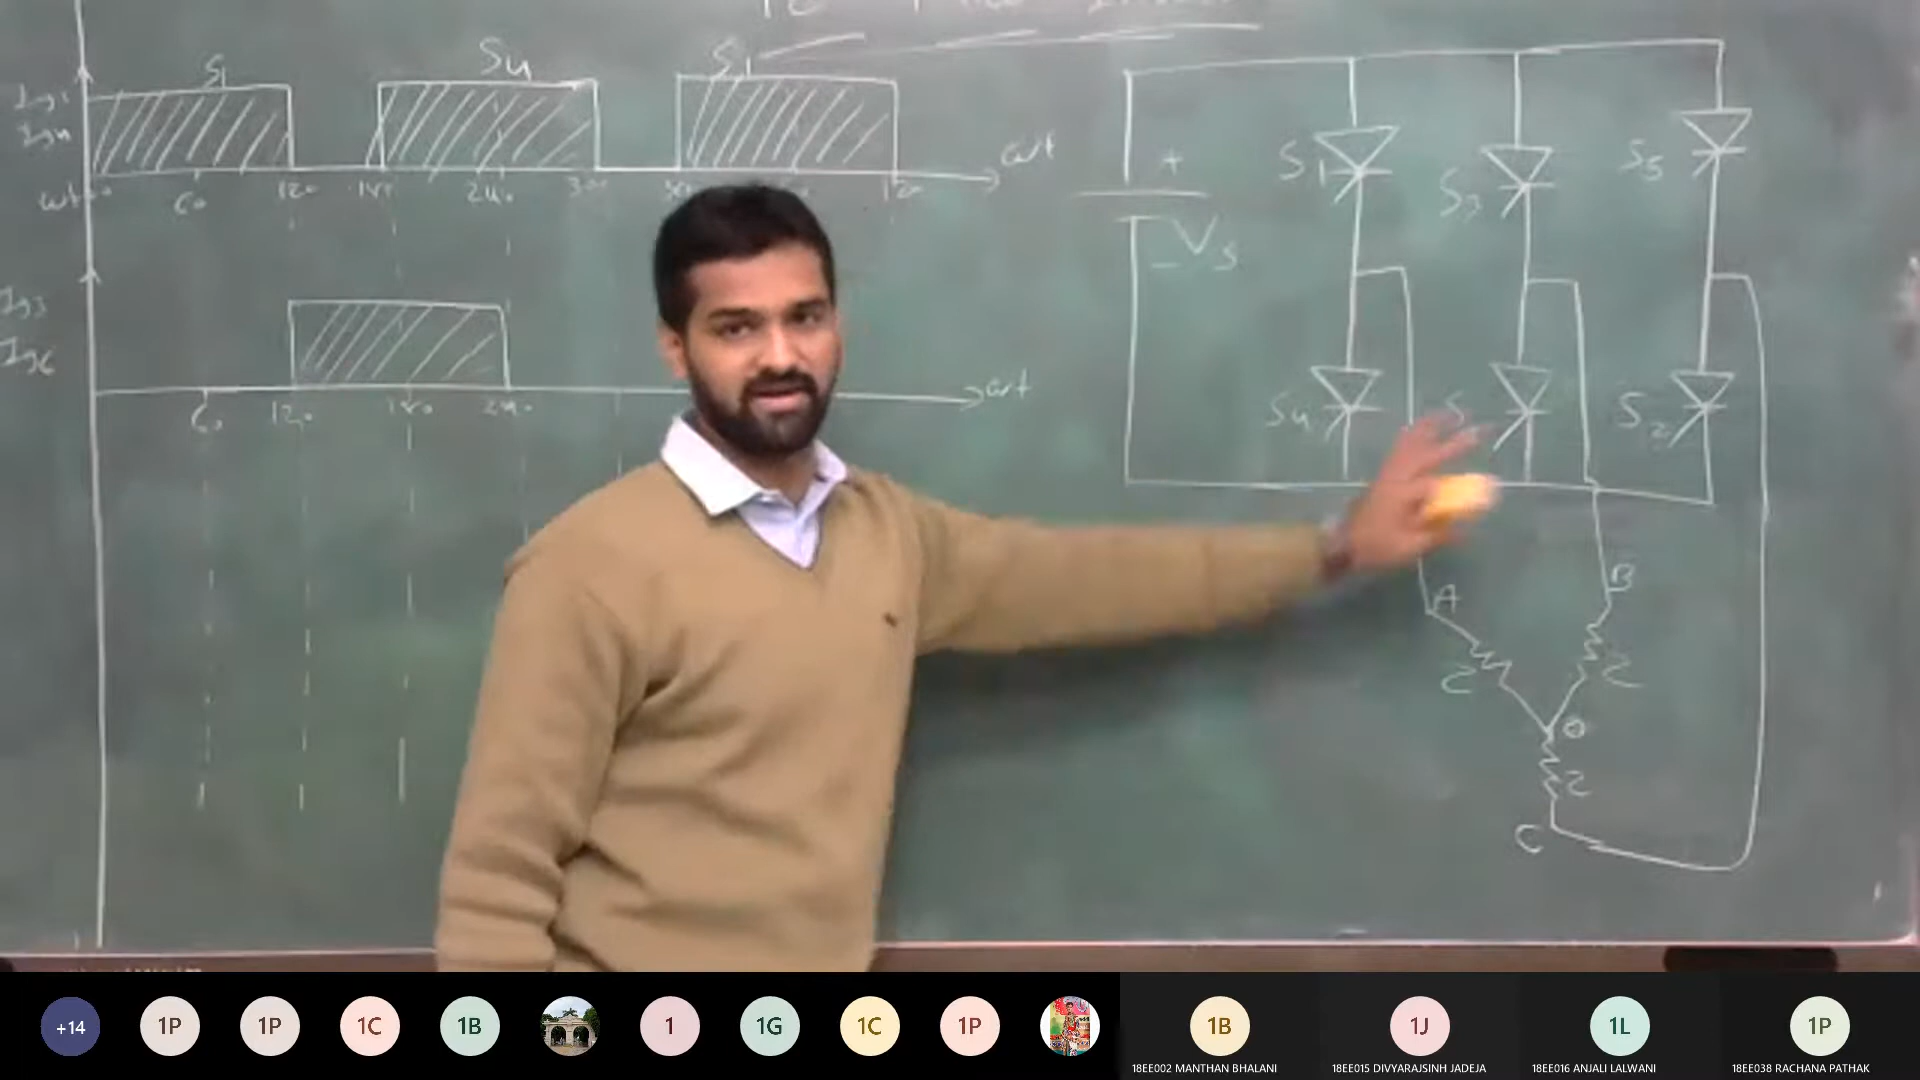 S1
S4
S1
Ig1
Ig4
ωt
ωt=0
60
120
180
240
300
Ig3
Ig6
60
120
180
240
ωt
+
- Vs
S1
S3
S5
S4
S2
A
B
Z
Z
O
Z
C
+14
1P
1P
1C
1B
1
1G
1C
1P
1B
1J
1L
1P
18EE002 MANTHAN BHALANI
18EE015 DIVYARAJSINH JADEJA
18EE016 ANJALI LALWANI
18EE038 RACHANA PATHAK